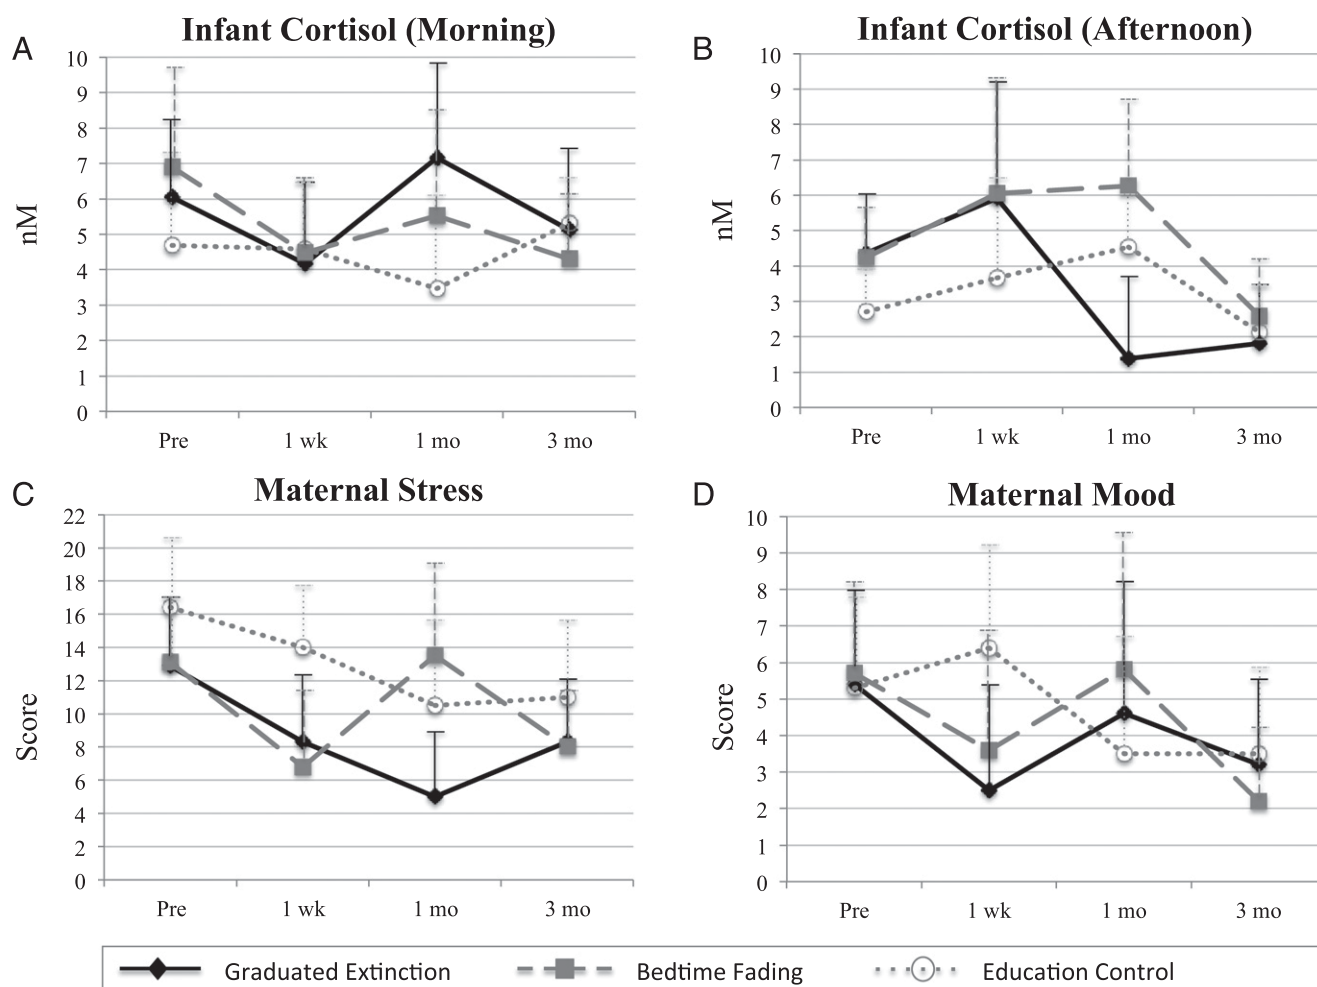 A
Infant Cortisol (Morning)
10
9
8
7
6
5
4
3
2
1
0
nM
Pre
1 wk
1 mo
3 mo
B
Infant Cortisol (Afternoon)
10
9
8
7
6
5
4
3
2
1
0
nM
Pre
1 wk
1 mo
3 mo
C
Maternal Stress
22
20
18
16
14
12
10
8
6
4
2
0
Score
Pre
1 wk
1 mo
3 mo
D
Maternal Mood
10
9
8
7
6
5
4
3
2
1
0
Score
Pre
1 wk
1 mo
3 mo
Graduated Extinction
Bedtime Fading
Education Control